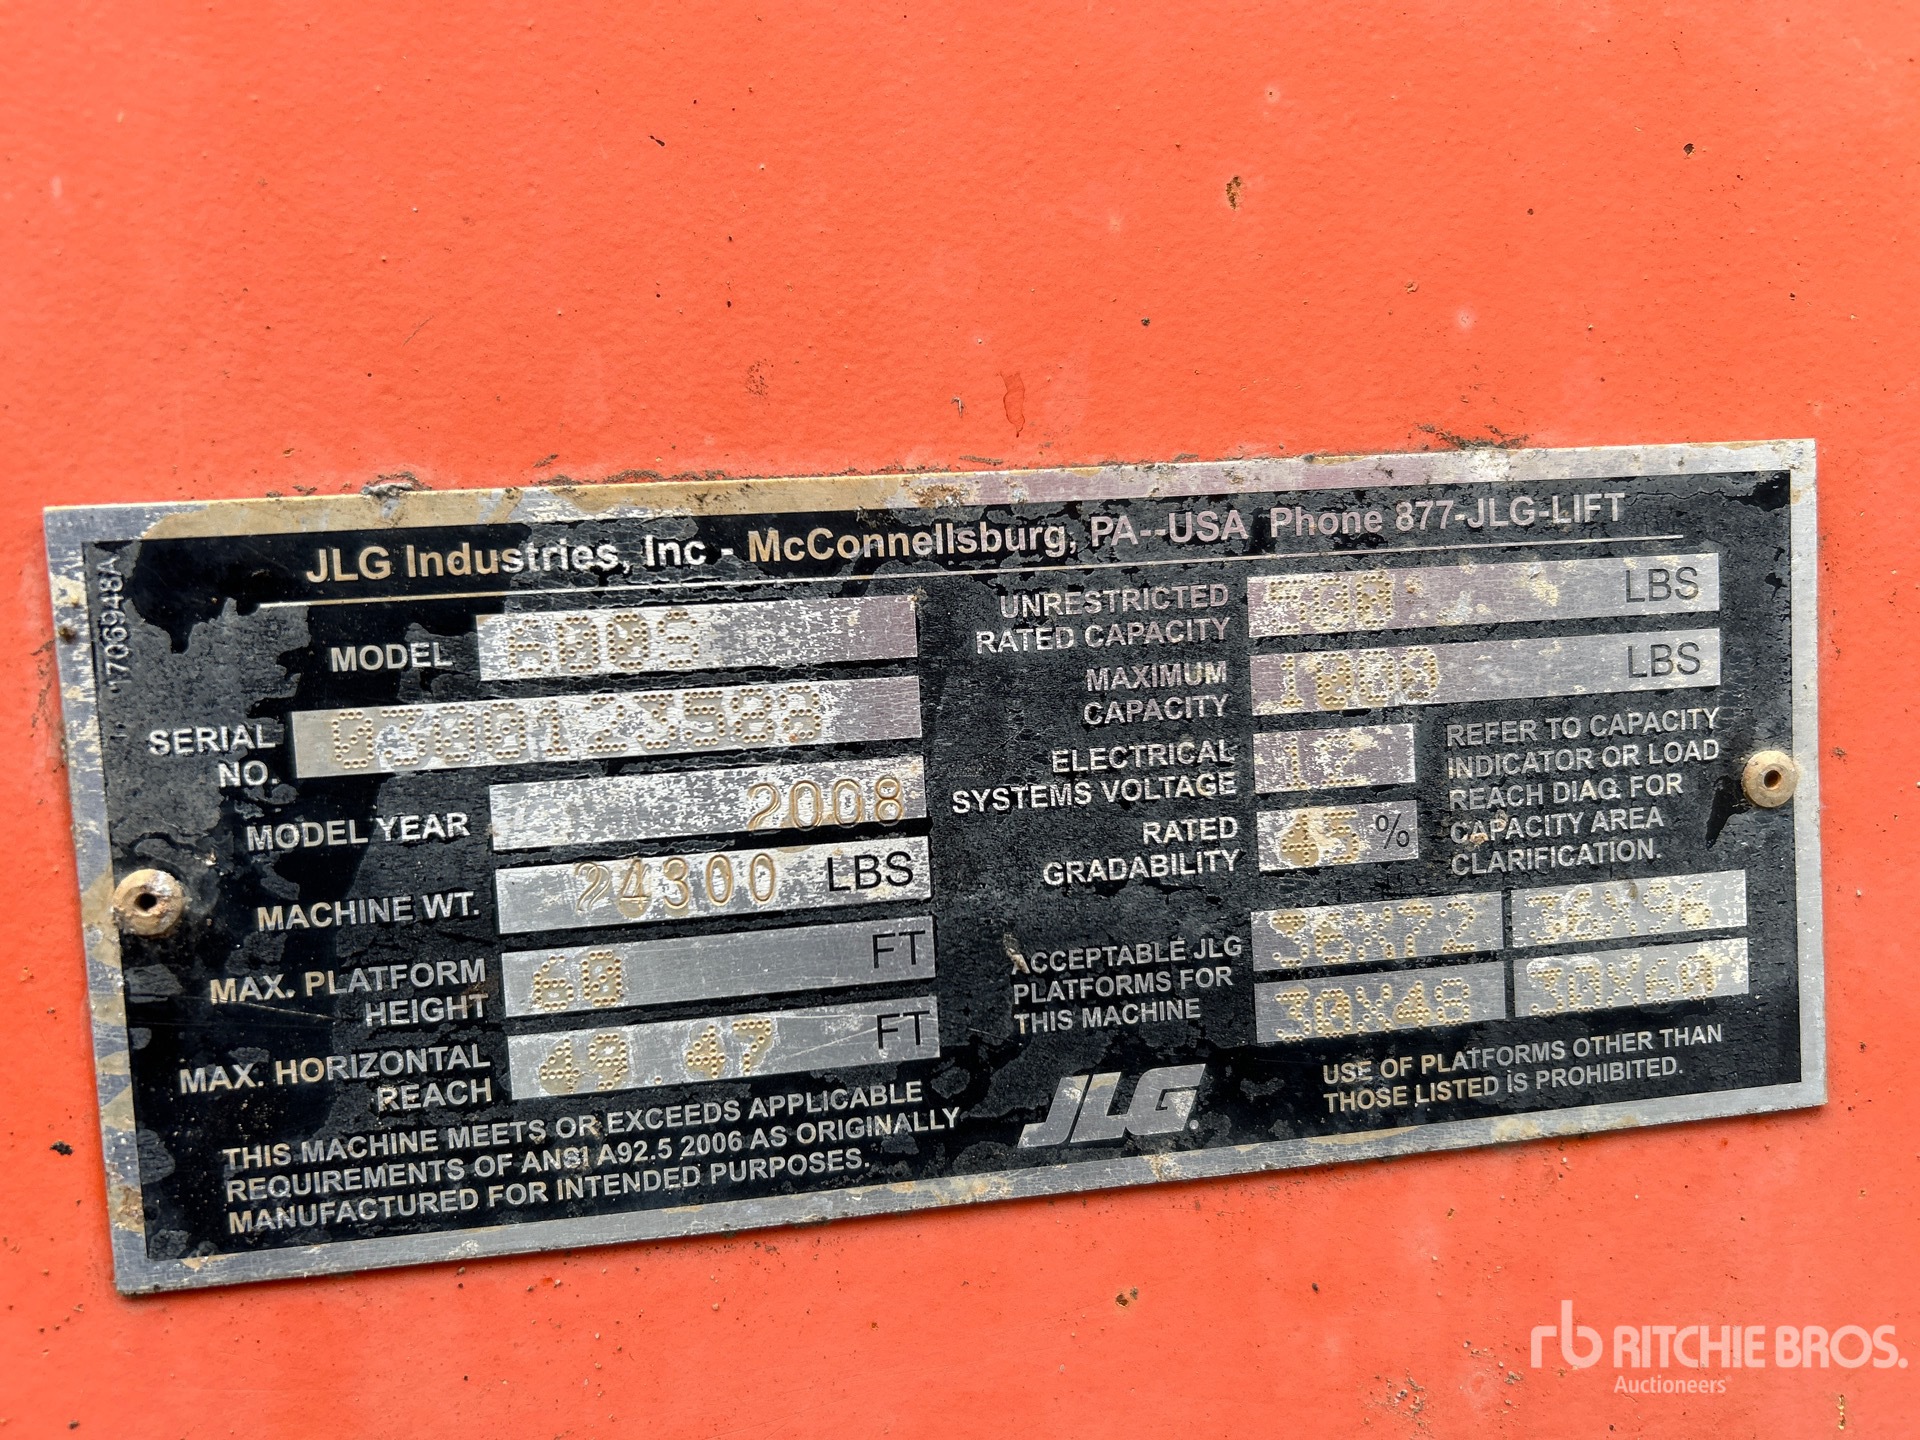 JLG Industries, Inc - McConnellsburg, PA--USA Phone 877-JLG-LIFT
1706948A
MODEL 600S
SERIAL NO. 0300123588
MODEL YEAR 2008
MACHINE WT. 24300 LBS
MAX. PLATFORM HEIGHT 60 FT
MAX. HORIZONTAL REACH 49.47 FT
THIS MACHINE MEETS OR EXCEEDS APPLICABLE
REQUIREMENTS OF ANSI A92.5 2006 AS ORIGINALLY
MANUFACTURED FOR INTENDED PURPOSES.
UNRESTRICTED RATED CAPACITY LBS
MAXIMUM CAPACITY 1000 LBS
ELECTRICAL SYSTEMS VOLTAGE 12
RATED GRADABILITY 45 %
REFER TO CAPACITY
INDICATOR OR LOAD
REACH DIAG. FOR
CAPACITY AREA
CLARIFICATION.
ACCEPTABLE JLG
PLATFORMS FOR
THIS MACHINE
36X72 36X96
30X48 30X60
JLG
USE OF PLATFORMS OTHER THAN
THOSE LISTED IS PROHIBITED.
rb RITCHIE BROS.
Auctioneers